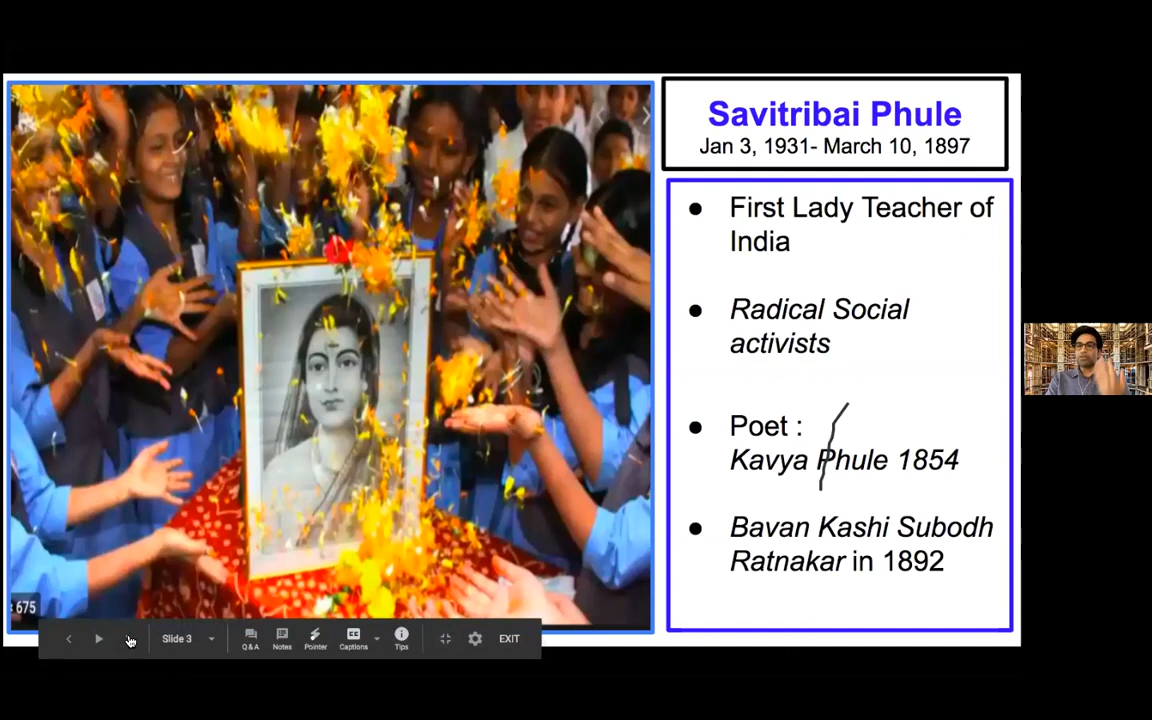 Savitribai Phule
Jan 3, 1931- March 10, 1897
● First Lady Teacher of
India
● Radical Social
activists
● Poet :
Kavya Phule 1854
● Bavan Kashi Subodh
Ratnakar in 1892
675
Slide 3
Q&A
Notes
Pointer
CC
Captions
Tips
EXIT